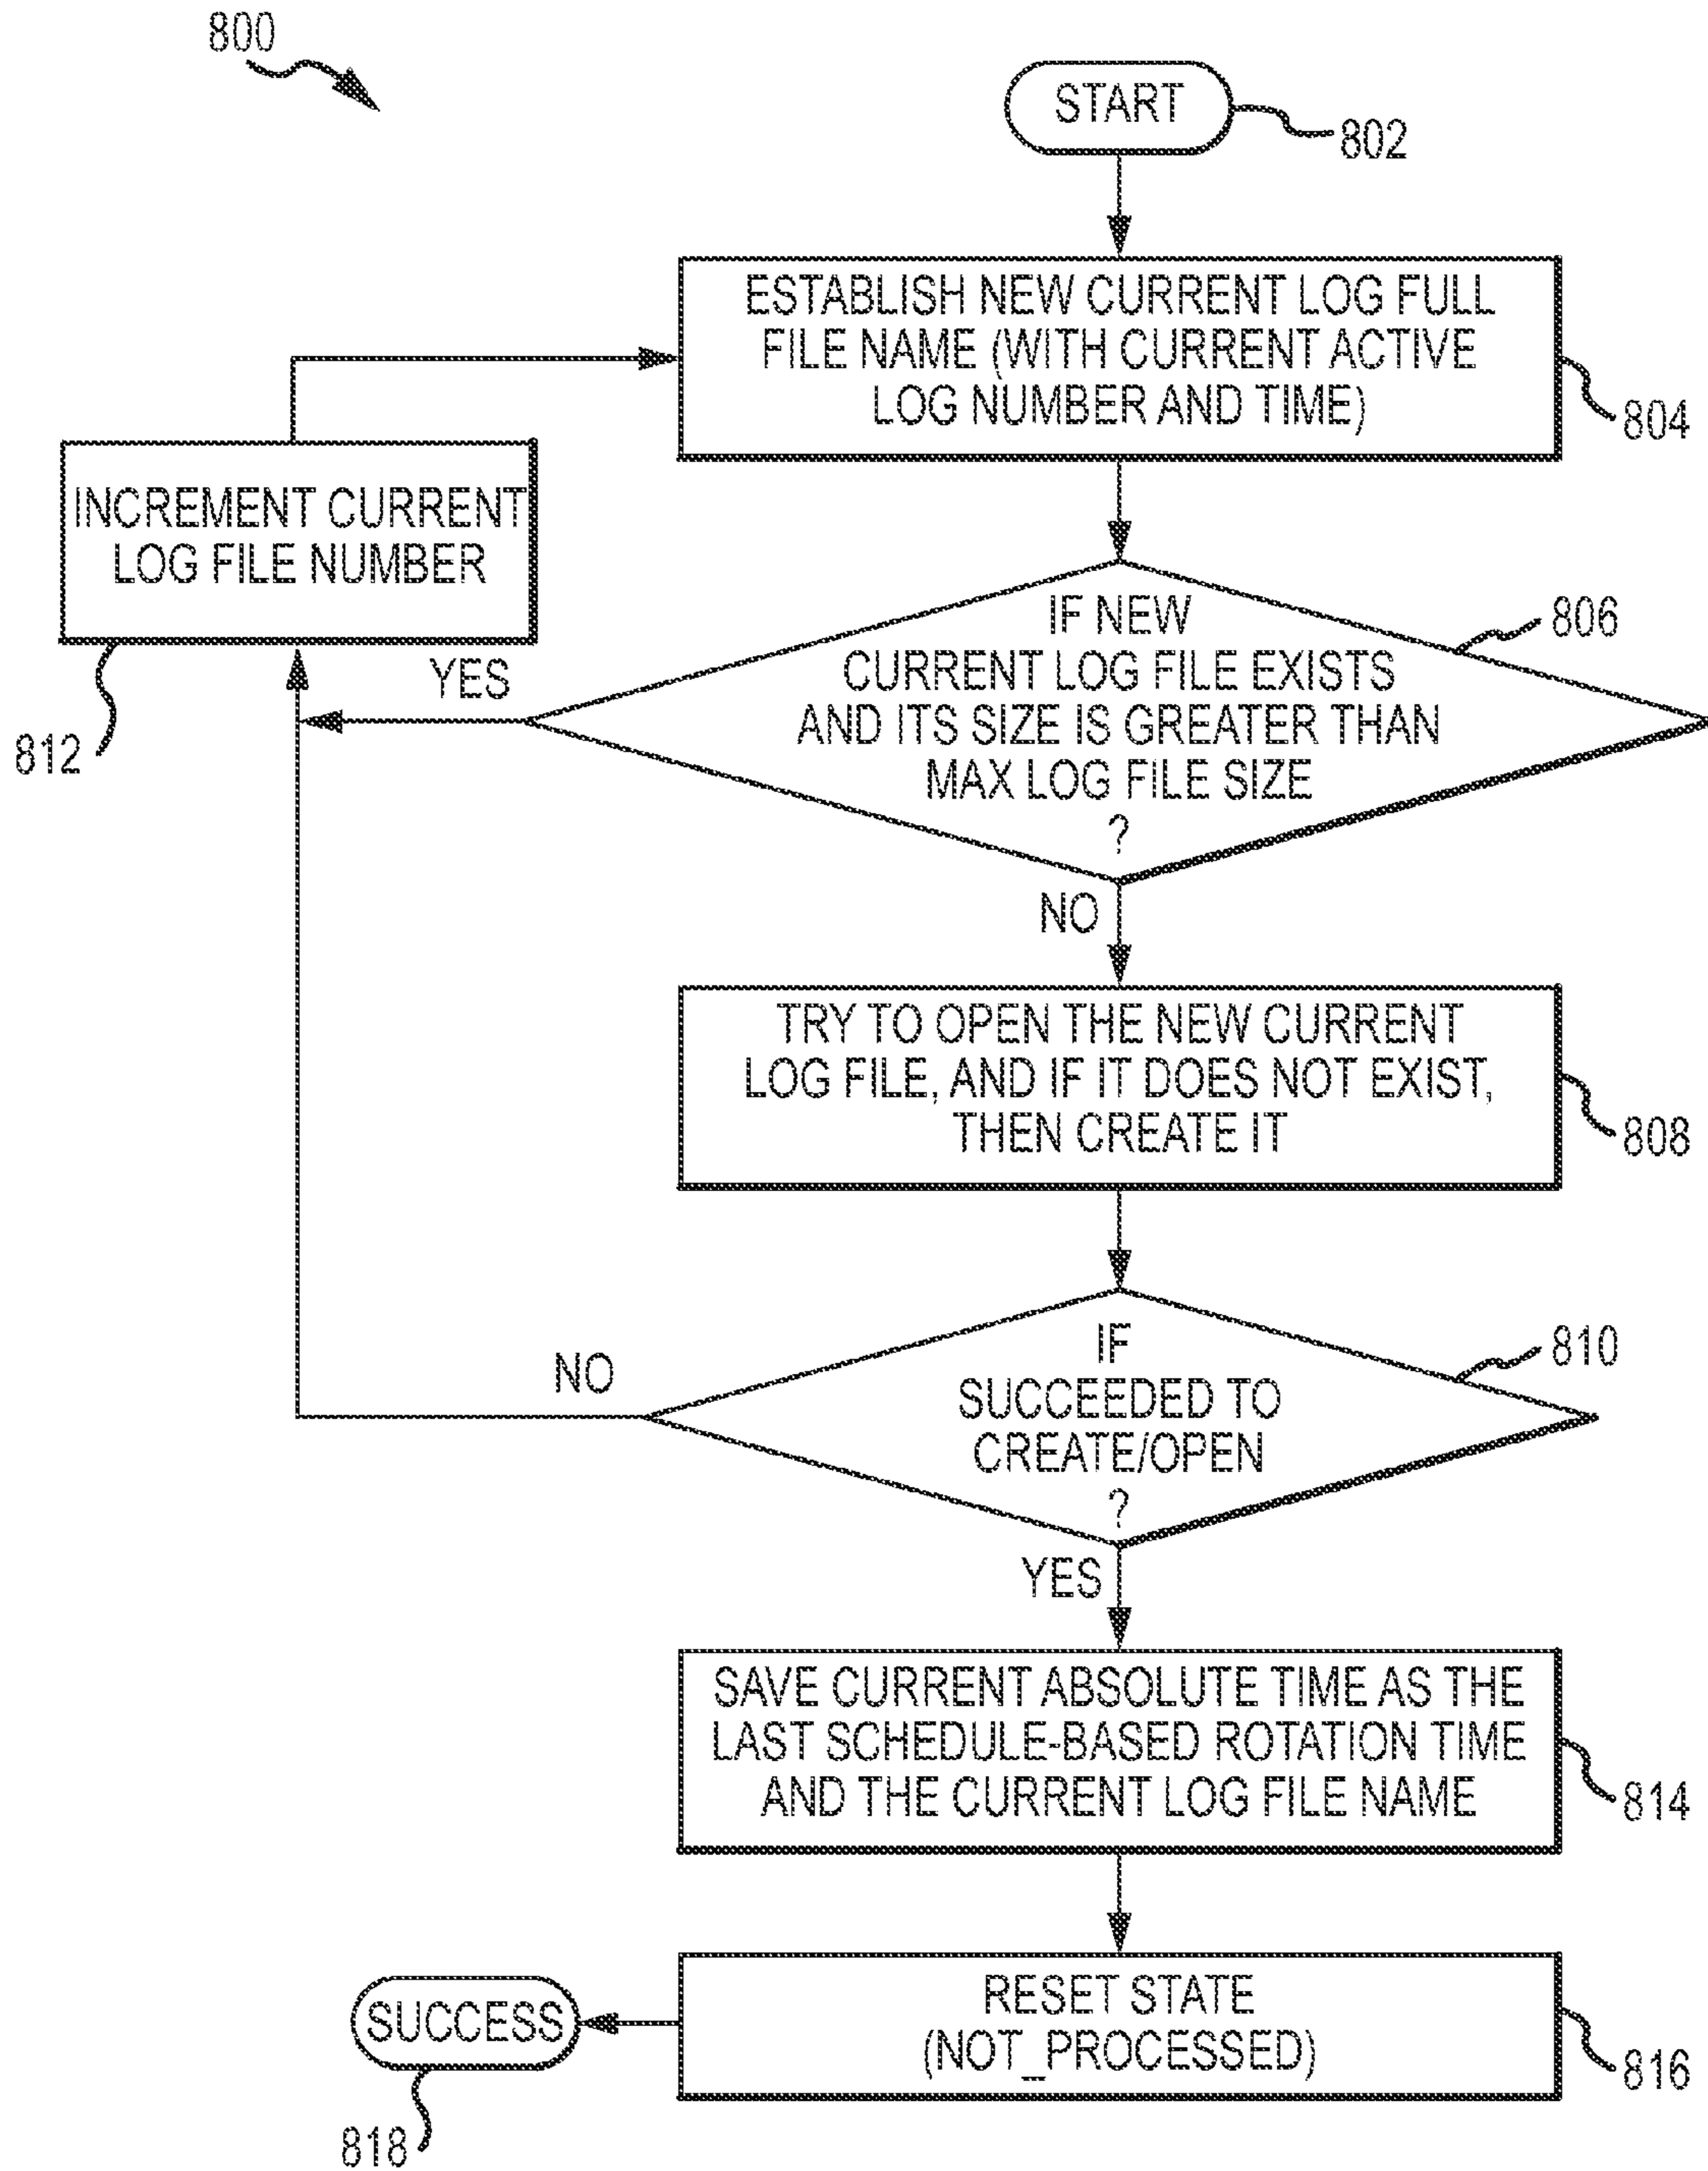 800
START
802
ESTABLISH NEW CURRENT LOG FULL
FILE NAME (WITH CURRENT ACTIVE
LOG NUMBER AND TIME)
804
INCREMENT CURRENT
LOG FILE NUMBER
812
IF NEW
CURRENT LOG FILE EXISTS
AND ITS SIZE IS GREATER THAN
MAX LOG FILE SIZE
?
806
YES
NO
TRY TO OPEN THE NEW CURRENT
LOG FILE, AND IF IT DOES NOT EXIST,
THEN CREATE IT
808
IF
SUCCEEDED TO
CREATE/OPEN
?
810
NO
YES
SAVE CURRENT ABSOLUTE TIME AS THE
LAST SCHEDULE-BASED ROTATION TIME
AND THE CURRENT LOG FILE NAME
814
RESET STATE
(NOT_PROCESSED)
816
SUCCESS
818